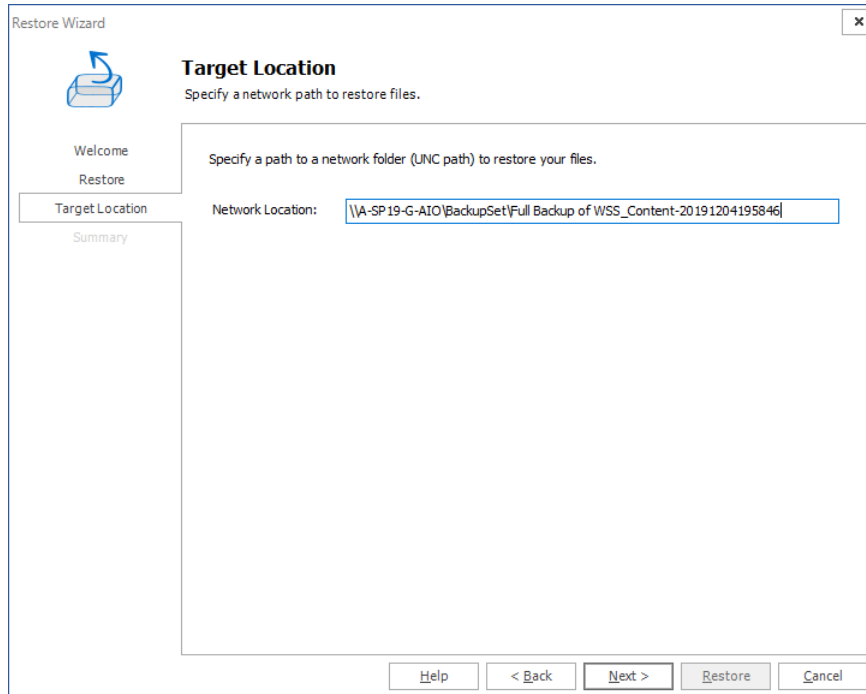 Restore Wizard
Target Location
Specify a network path to restore files.
Welcome
Restore
Target Location
Summary
Specify a path to a network folder (UNC path) to restore your files.
Network Location: \\A-SP19-G-AIO\BackupSet\Full Backup of WSS_Content-20191204195846
Help < Back Next > Restore Cancel